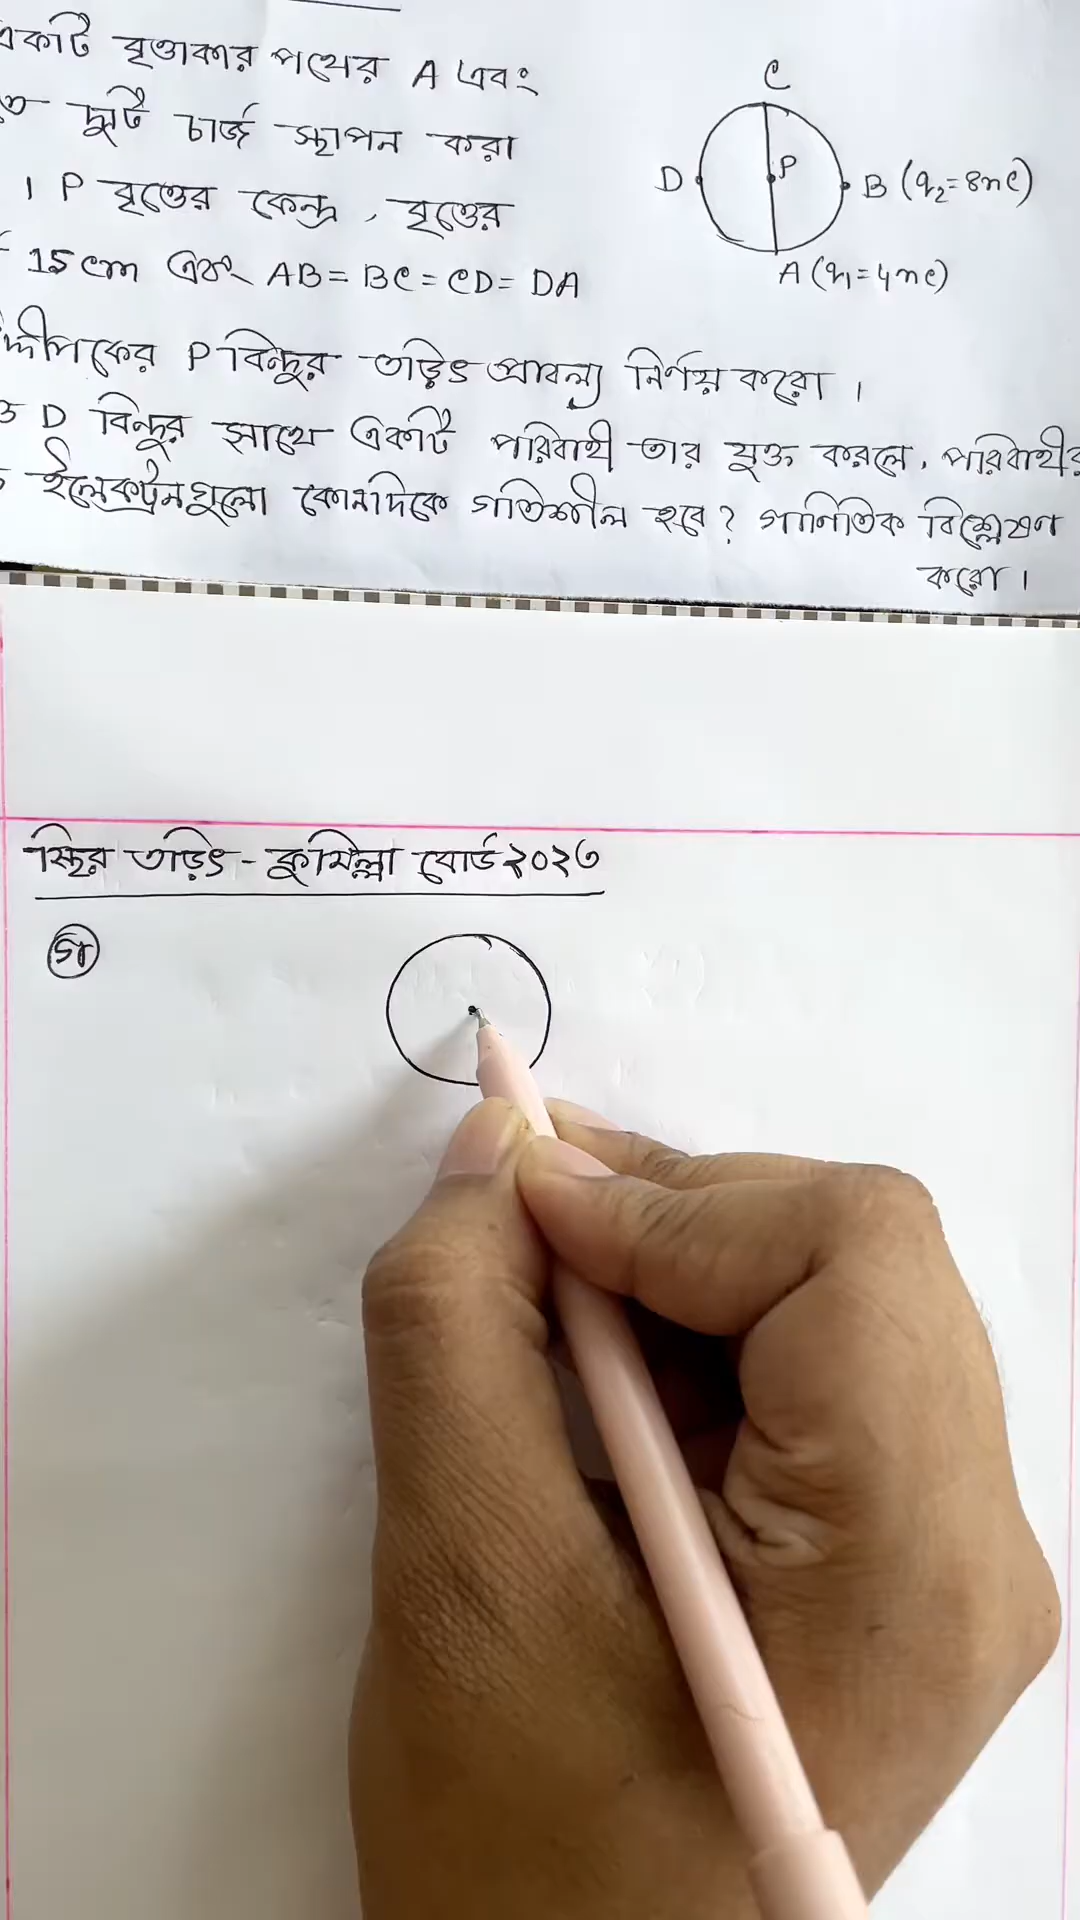 একটি বৃত্তাকার পথের A এবং
দুটি চার্জ স্থাপন করা
। P বৃত্তের কেন্দ্র, বৃত্তের
15 cm এবং AB = BC = CD = DA
C
D
P
B (q₂=8nC)
A (q₁=4nC)
দ্দীপকের P বিন্দুর তড়িৎ প্রাবল্য নির্ণয় করো।
ও D বিন্দুর সাথে একটি পরিবাহী তার যুক্ত করলে, পরিবাহীর
ইলেকট্রনগুলো কোনদিকে গতিশীল হবে? গানিতিক বিশ্লেষণ
করো।
স্থির তড়িৎ - কুমিল্লা বোর্ড ২০২৩
গ